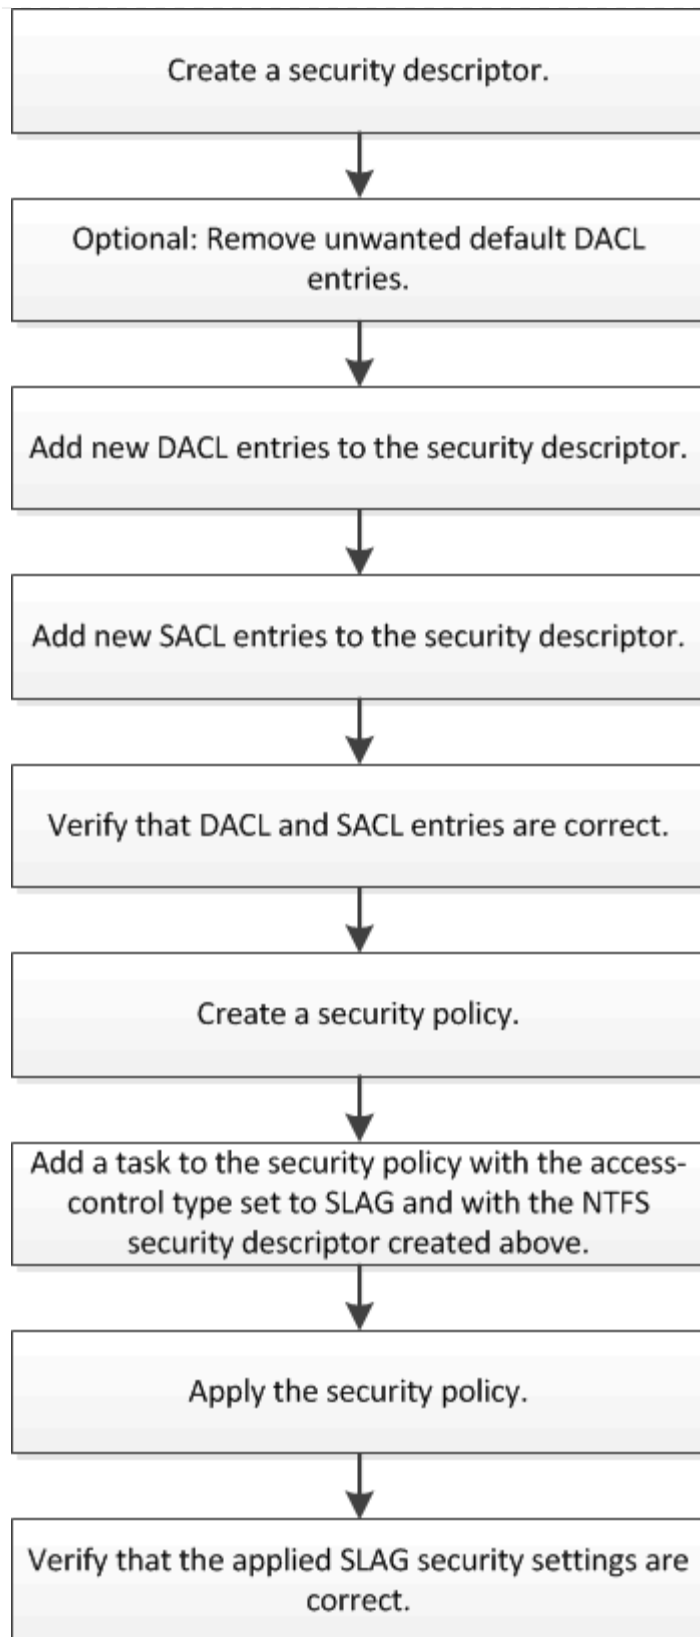 Create a security descriptor.
Optional: Remove unwanted default DACL
entries.
Add new DACL entries to the security descriptor.
Add new SACL entries to the security descriptor.
Verify that DACL and SACL entries are correct.
Create a security policy.
Add a task to the security policy with the access-
control type set to SLAG and with the NTFS
security descriptor created above.
Apply the security policy.
Verify that the applied SLAG security settings are
correct.